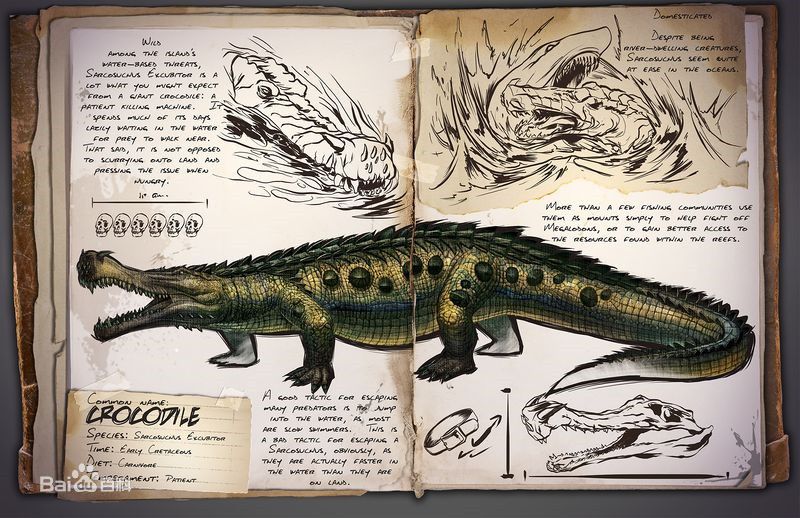 Wild
among the island's
water-based threats,
Sarcosuchus Excubitor is a
lot what you might expect
from a giant crocodile: a
patient killing machine. It
spends much of its days
lazily waiting in the water
for prey to walk near.
That said, it is not opposed
to scurrying onto land and
pressing the issue when
hungry.
Domesticated
Despite being
river-dwelling creatures,
Sarcosuchus seem quite
at ease in the oceans.
More than a few fishing communities use
them as mounts simply to help fight off
Megalodons, or to gain better access to
the resources found within the reefs.
Common name:
CROCODILE
Species: Sarcosuchus Excubitor
Time: Early Cretaceous
Diet: Carnivore
Temperament: Patient
A good tactic for escaping
many predators is to jump
into the water, as most
are slow swimmers. This is
a bad tactic for escaping a
Sarcosuchus, obviously, as
they are actually faster in
the water than they are
on land.
Bai百科